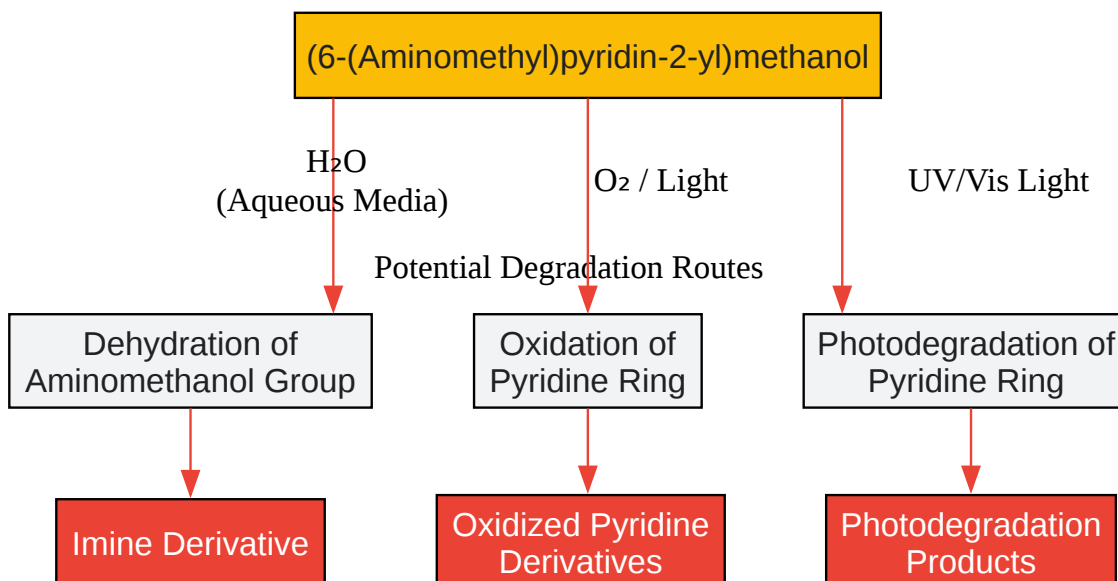 (6-(Aminomethyl)pyridin-2-yl)methanol
H₂O
(Aqueous Media)
O₂ / Light
UV/Vis Light
Potential Degradation Routes
Dehydration of
Aminomethanol Group
Oxidation of
Pyridine Ring
Photodegradation of
Pyridine Ring
Imine Derivative
Oxidized Pyridine
Derivatives
Photodegradation
Products